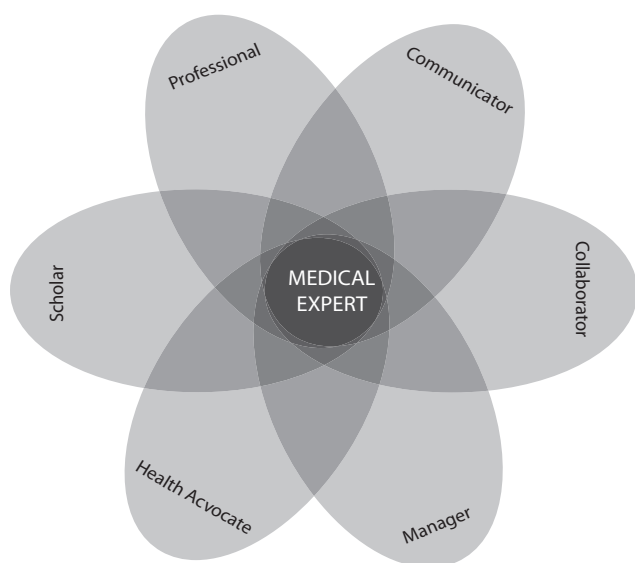 Professional
Communicator
Scholar
MEDICAL
EXPERT
Collaborator
Health Acvocate
Manager